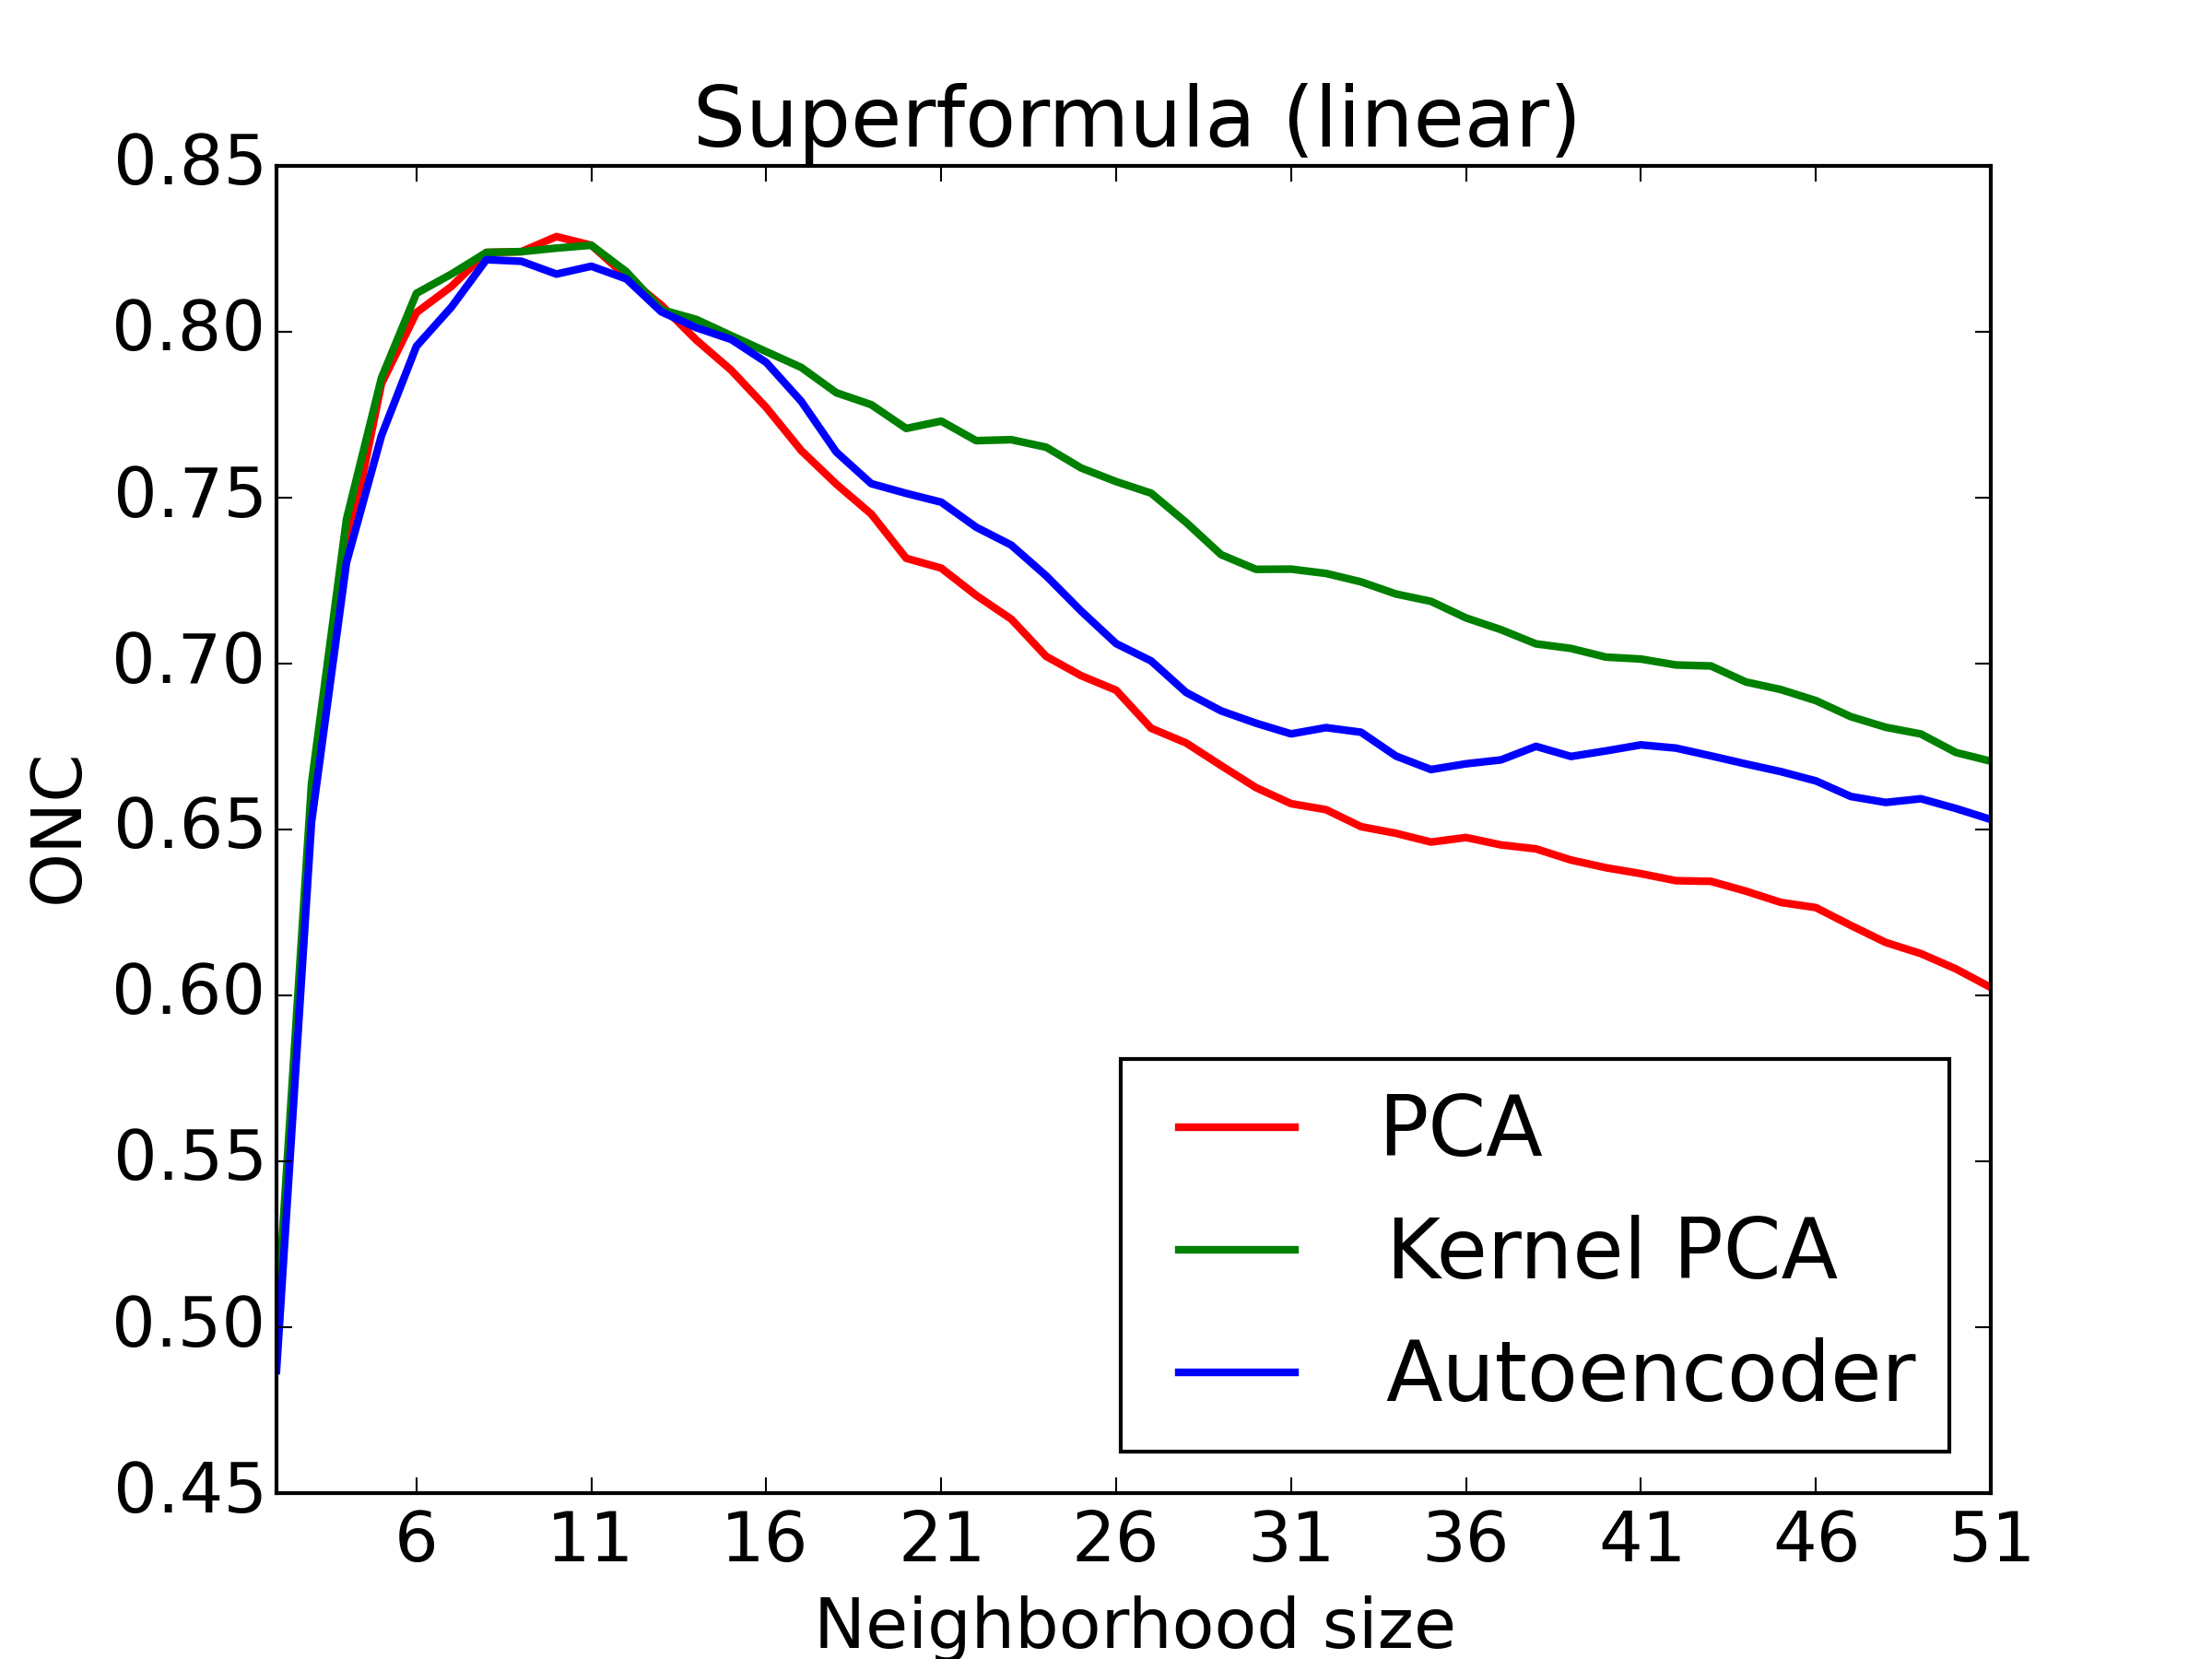 Superformula (linear)
0.85
0.80
0.75
0.70
0.65
0.60
0.55
0.50
0.45
ONC
PCA
Kernel PCA
Autoencoder
6 11 16 21 26 31 36 41 46 51
Neighborhood size